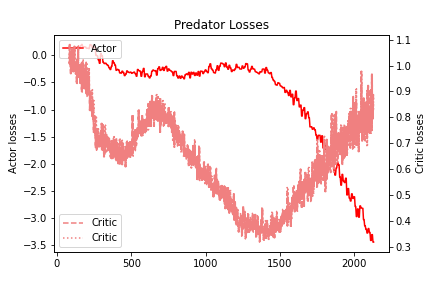 Predator Losses
Actor
Critic
Critic
Actor losses
Critic losses
0.0
−0.5
−1.0
−1.5
−2.0
−2.5
−3.0
−3.5
1.1
1.0
0.9
0.8
0.7
0.6
0.5
0.4
0.3
0 500 1000 1500 2000